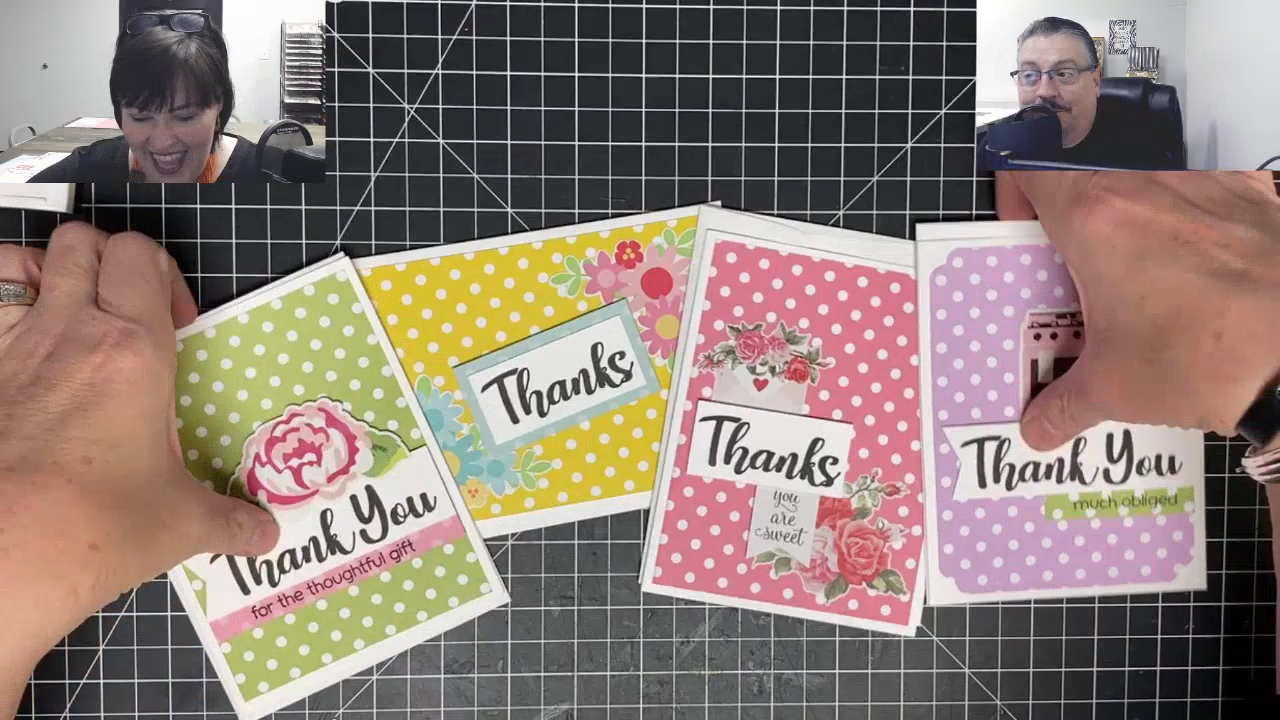 Thank You
for the thoughtful gift
Thanks
Thanks
you
are
sweet
Thank You
much obliged